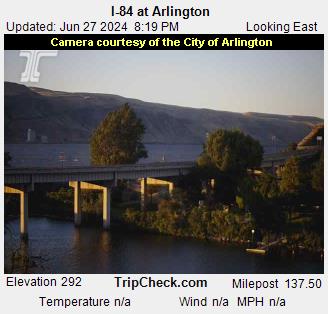 I-84 at Arlington
Updated: Jun 27 2024 8:19 PM Looking East
Camera courtesy of the City of Arlington
Elevation 292 TripCheck.com Milepost 137.50
Temperature n/a Wind n/a MPH n/a